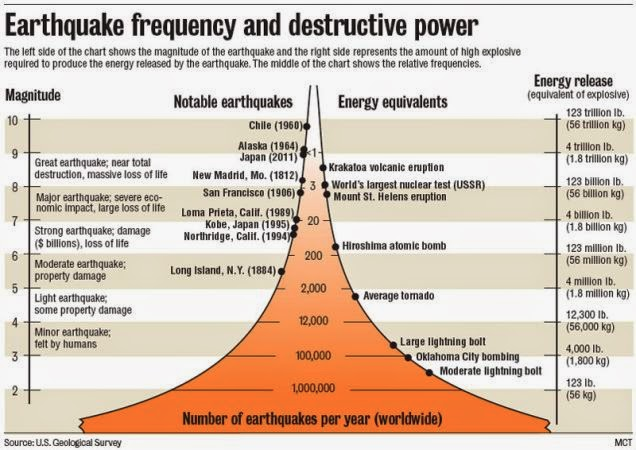 Earthquake frequency and destructive power
The left side of the chart shows the magnitude of the earthquake and the right side represents the amount of high explosive
required to produce the energy released by the earthquake. The middle of the chart shows the relative frequencies.
Magnitude
Notable earthquakes
Energy equivalents
Energy release
(equivalent of explosive)
10
9
8
7
6
5
4
3
2
Great earthquake; near total
destruction, massive loss of life
Major earthquake; severe eco-
nomic impact, large loss of life
Strong earthquake; damage
($ billions), loss of life
Moderate earthquake;
property damage
Light earthquake;
some property damage
Minor earthquake;
felt by humans
Chile (1960)
Alaska (1964)
Japan (2011)
New Madrid, Mo. (1812)
San Francisco (1906)
Loma Prieta, Calif. (1989)
Kobe, Japan (1995)
Northridge, Calif. (1994)
Long Island, N.Y. (1884)
<1
3
20
200
2,000
12,000
100,000
1,000,000
Krakatoa volcanic eruption
World's largest nuclear test (USSR)
Mount St. Helens eruption
Hiroshima atomic bomb
Average tornado
Large lightning bolt
Oklahoma City bombing
Moderate lightning bolt
123 trillion lb.
(56 trillion kg)
4 trillion lb.
(1.8 trillion kg)
123 billion lb.
(56 billion kg)
4 billion lb.
(1.8 billion kg)
123 million lb.
(56 million kg)
4 million lb.
(1.8 million kg)
12,300 lb.
(56,000 kg)
4,000 lb.
(1,800 kg)
123 lb.
(56 kg)
Number of earthquakes per year (worldwide)
Source: U.S. Geological Survey
MCT